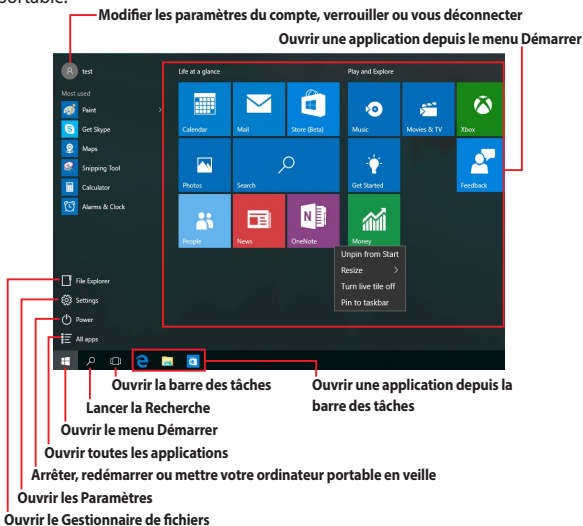 portable.
Modifier les paramètres du compte, verrouiller ou vous déconnecter
Ouvrir une application depuis le menu Démarrer
test
Most used
Paint
Get Skype
Maps
Snipping Tool
Calculator
Alarms & Clock
File Explorer
Settings
Power
All apps
Life at a glance
Play and Explore
Calendar
Mail
Store (Beta)
Music
Movies & TV
Xbox
Photos
Search
Get Started
Feedback
People
News
OneNote
Money
Unpin from Start
Resize
Turn live tile off
Pin to taskbar
Ouvrir la barre des tâches
Ouvrir une application depuis la
barre des tâches
Lancer la Recherche
Ouvrir le menu Démarrer
Ouvrir toutes les applications
Arrêter, redémarrer ou mettre votre ordinateur portable en veille
Ouvrir les Paramètres
Ouvrir le Gestionnaire de fichiers